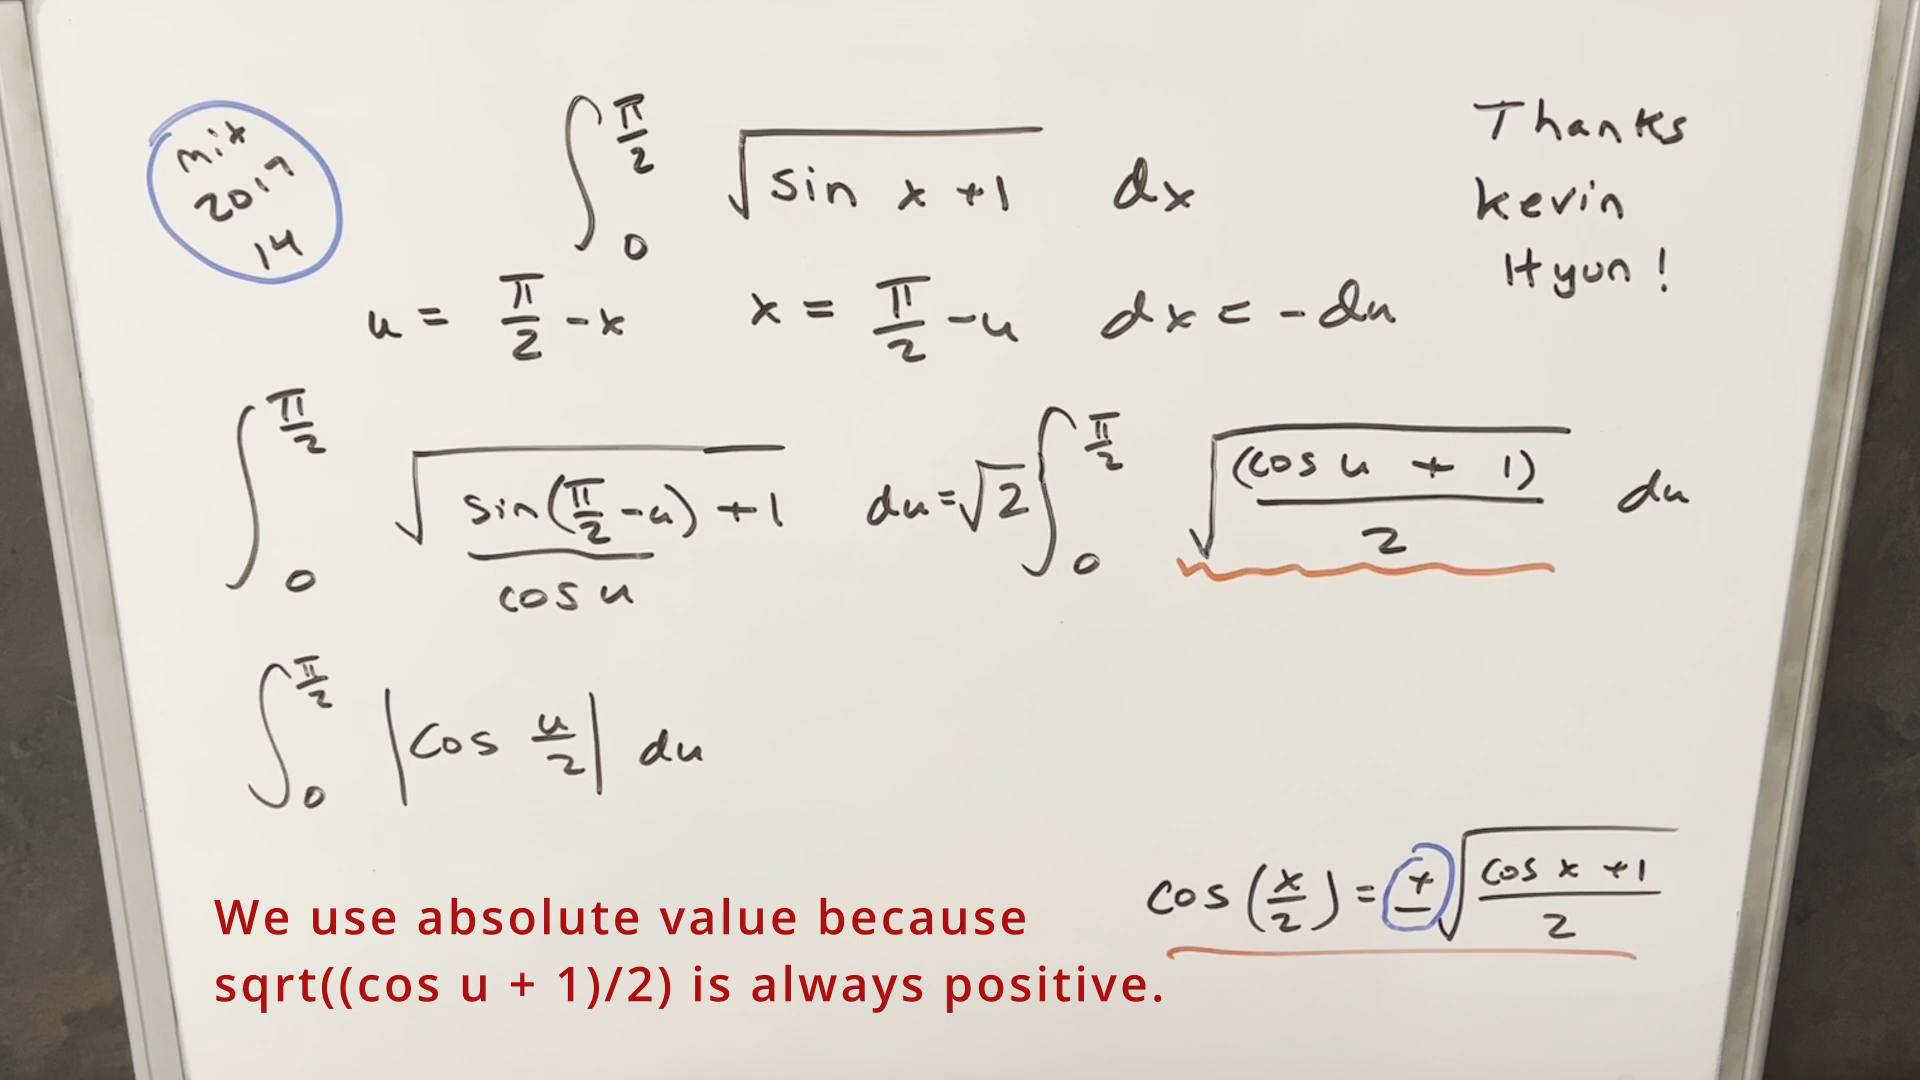 mix
2017
14
∫₀^(π/2) √(sin x + 1) dx
Thanks
Kevin
Hyun!
u = π/2 - x    x = π/2 - u    dx = - du
∫₀^(π/2) √(sin(π/2 - u) + 1) du = √2 ∫₀^(π/2) √((cos u + 1)/2) du
cos u
∫₀^(π/2) |cos u/2| du
cos(x/2) = ± √((cos x + 1)/2)
We use absolute value because
sqrt((cos u + 1)/2) is always positive.